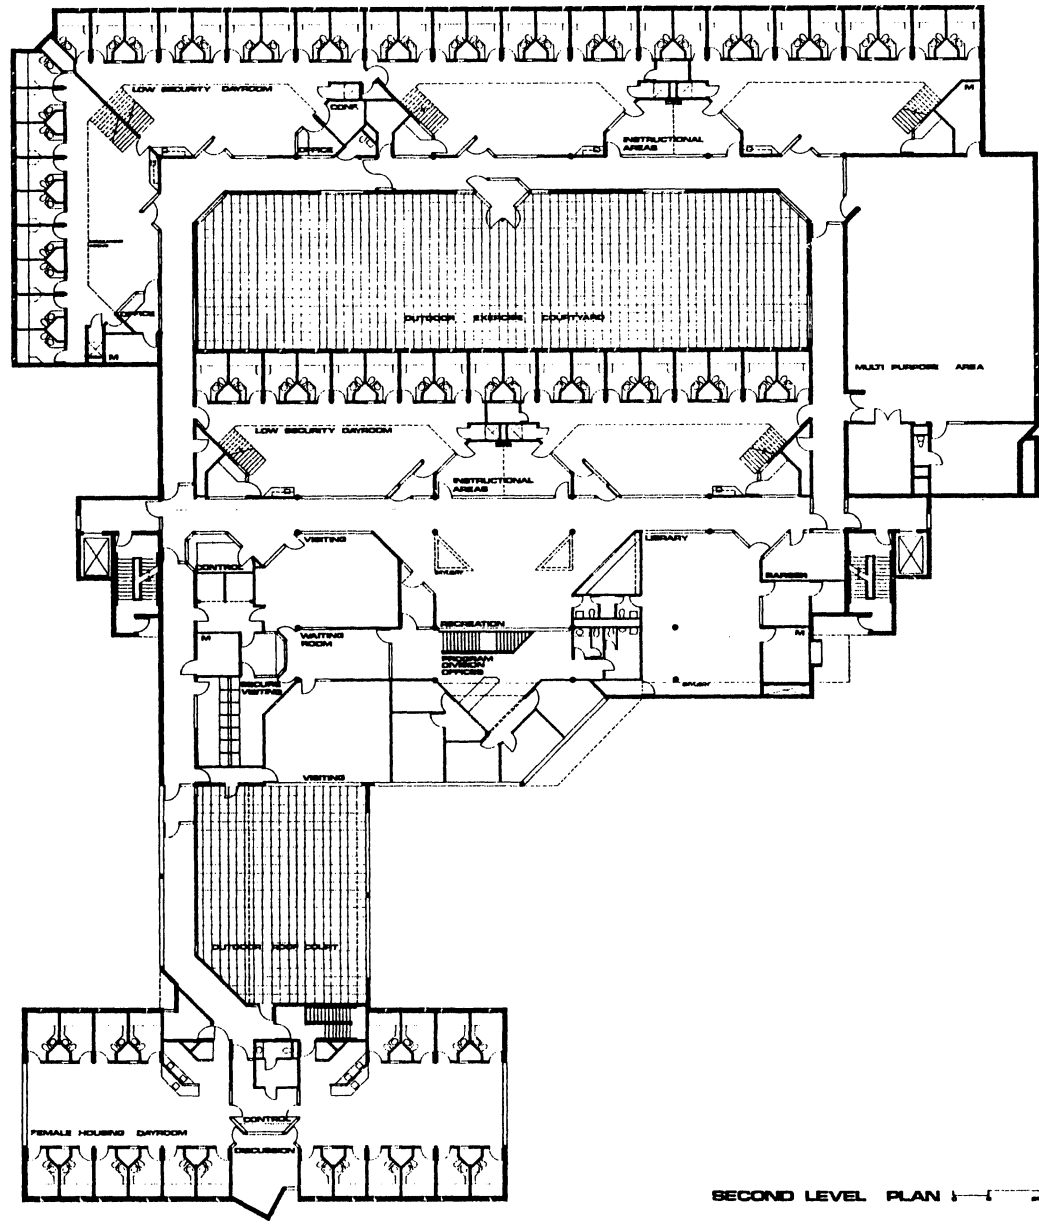 LOW SECURITY DAYROOM
CONF.
M
OFFICE
INSTRUCTIONAL
AREAS
OFFICE
M
OUTDOOR EXERCISE COURTYARD
MULTI PURPOSE AREA
LOW SECURITY DAYROOM
INSTRUCTIONAL
AREAS
VISITING
LIBRARY
CONTROL
SKYLIGHT
BARBER
RECREATION
M
WAITING
ROOM
M
PROGRAM
DIVISION
OFFICES
SECURE
VISITING
SKYLIGHT
VISITING
OUTDOOR ROOF COURT
CONTROL
FEMALE HOUSING DAYROOM
DISCUSSION
SECOND LEVEL PLAN